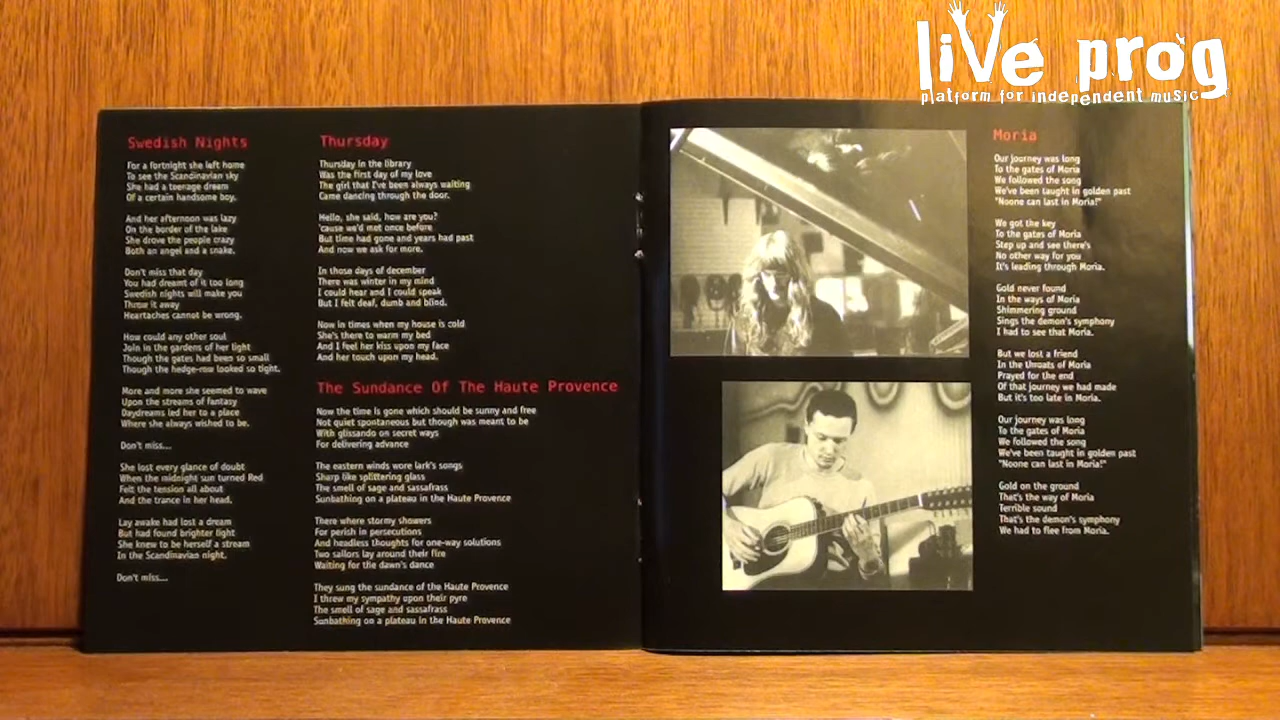 live prog
platform for independent music
Swedish Nights
For a fortnight she left home
To see the Scandinavian sky
She had a teenage dream
Of a certain handsome boy.
And her afternoon was lazy
On the border of the lake
She drove the people crazy
Both an angel and a snake.
Don't miss that day
You had dreamt of it too long
Swedish nights will make you
Throw it away
Heartaches cannot be wrong.
How could any other soul
Join in the gardens of her light
Though the gates had been so small
Though the hedge-row looked so tight.
More and more she seemed to wave
Upon the streams of fantasy
Daydreams led her to a place
Where she always wished to be.
Don't miss...
She lost every glance of doubt
When the midnight sun turned Red
Felt the tension all about
And the trance in her head.
Lay awake had lost a dream
But had found brighter light
She knew to be herself a stream
In the Scandinavian night.
Don't miss...
Thursday
Thursday in the library
Was the first day of my love
The girl that I've been always waiting
Came dancing through the door.
Hello, she said, how are you?
'cause we'd met once before
But time had gone and years had past
And now we ask for more.
In those days of december
There was winter in my mind
I could hear and I could speak
But I felt deaf, dumb and blind.
Now in times when my house is cold
She's there to warm my bed
And I feel her kiss upon my face
And her touch upon my head.
The Sundance Of The Haute Provence
Now the time is gone which should be sunny and free
Not quiet spontaneous but though was meant to be
With glissando on secret ways
For delivering advance
The eastern winds wore lark's songs
Sharp like splittering glass
The smell of sage and sassafrass
Sunbathing on a plateau in the Haute Provence
There where stormy showers
For perish in persecutions
And headless thoughts for one-way solutions
Two sailors lay around their fire
Waiting for the dawn's dance
They sung the sundance of the Haute Provence
I threw my sympathy upon their pyre
The smell of sage and sassafrass
Sunbathing on a plateau in the Haute Provence
Moria
Our journey was long
To the gates of Moria
We followed the song
We've been taught in golden past
"Noone can last in Moria!"
We got the key
To the gates of Moria
Step up and see there's
No other way for you
It's leading through Moria.
Gold never found
In the ways of Moria
Shimmering ground
Sings the demon's symphony
I had to see that Moria.
But we lost a friend
In the throats of Moria
Prayed for the end
Of that journey we had made
But it's too late in Moria.
Our journey was long
To the gates of Moria
We followed the song
We've been taught in golden past
"Noone can last in Moria!"
Gold on the ground
That's the way of Moria
Terrible sound
That's the demon's symphony
We had to flee from Moria.